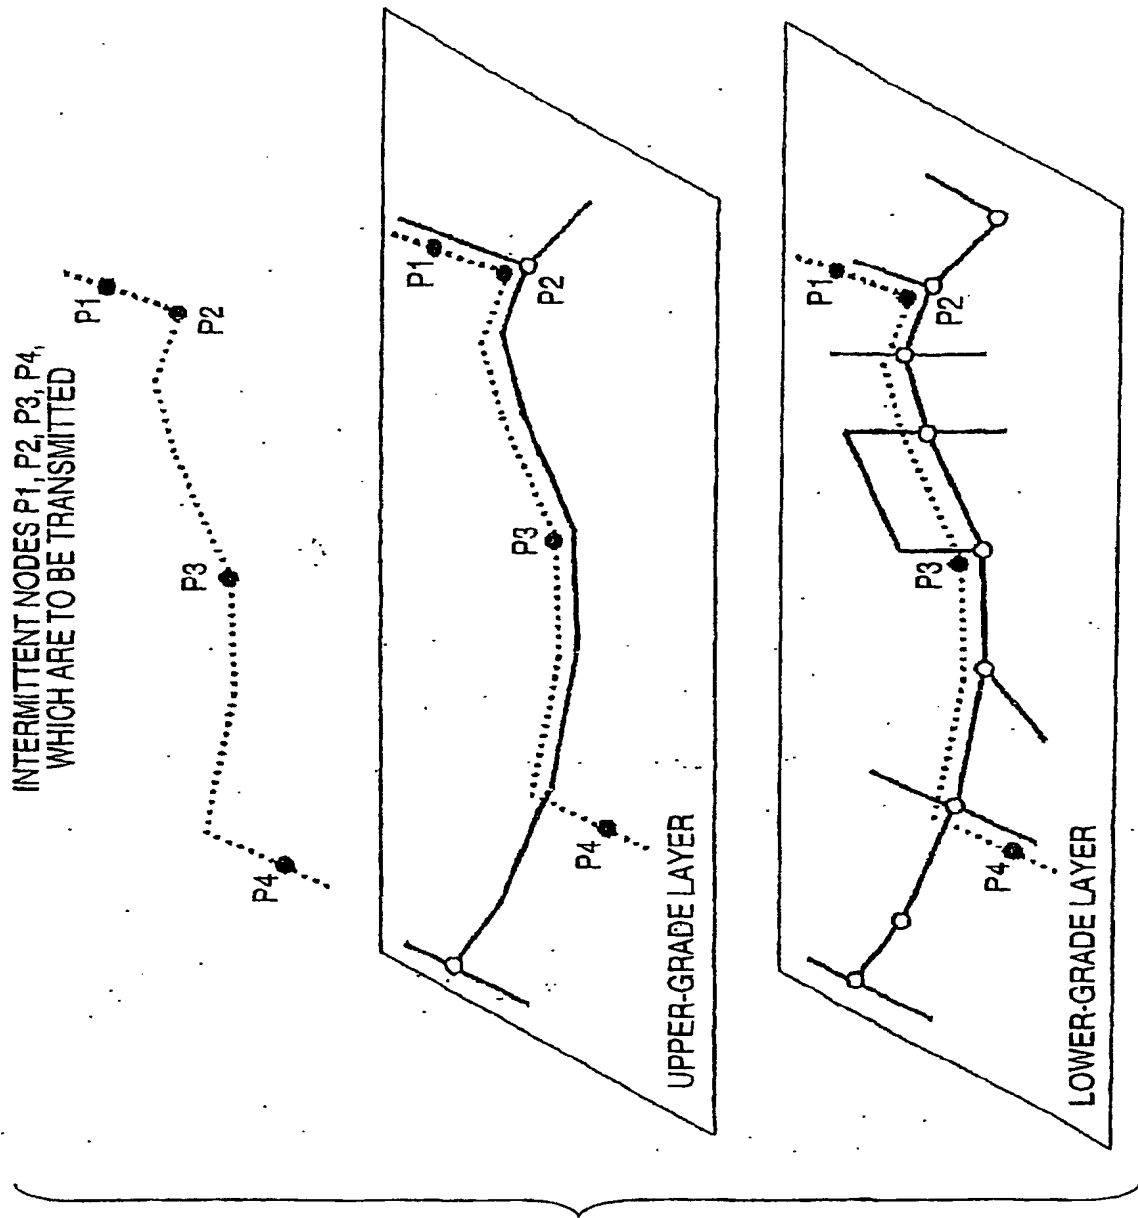 INTERMITTENT NODES P1, P2, P3, P4,
WHICH ARE TO BE TRANSMITTED
P1
P2
P3
P4
P1
P2
P3
P4
UPPER-GRADE LAYER
P1
P2
P3
P4
LOWER-GRADE LAYER